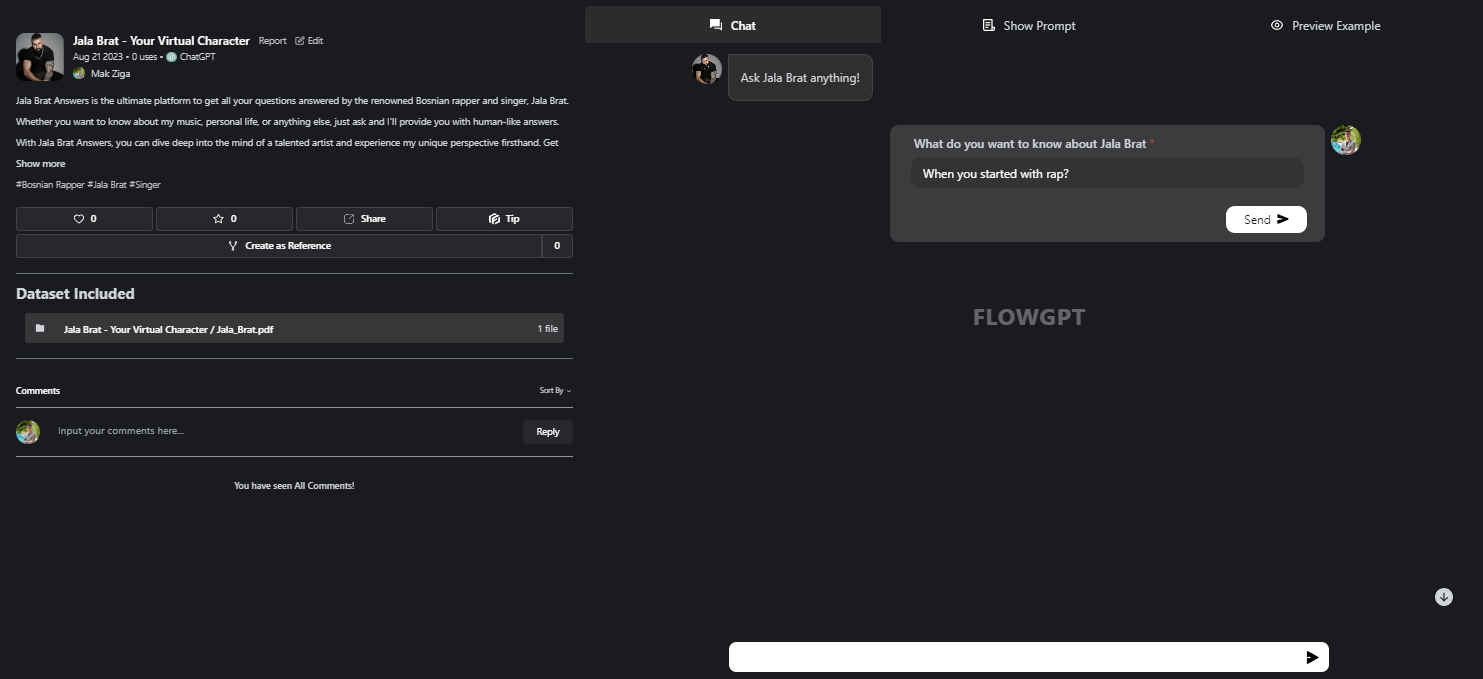 Jala Brat - Your Virtual Character Report Edit
Aug 21 2023 • 0 uses • ChatGPT
Mak Ziga
Jala Brat Answers is the ultimate platform to get all your questions answered by the renowned Bosnian rapper and singer, Jala Brat.
Whether you want to know about my music, personal life, or anything else, just ask and I'll provide you with human-like answers.
With Jala Brat Answers, you can dive deep into the mind of a talented artist and experience my unique perspective firsthand. Get
Show more
#Bosnian Rapper #Jala Brat #Singer
0 0 Share Tip
Create as Reference 0
Dataset Included
Jala Brat - Your Virtual Character / Jala_Brat.pdf 1 file
Comments Sort By
Input your comments here...
Reply
You have seen All Comments!
Chat Show Prompt Preview Example
Ask Jala Brat anything!
What do you want to know about Jala Brat *
When you started with rap?
Send
FLOWGPT